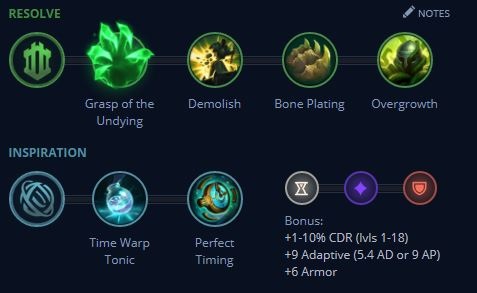 RESOLVE
NOTES
Grasp of the
Undying
Demolish
Bone Plating
Overgrowth
INSPIRATION
Time Warp
Tonic
Perfect
Timing
Bonus:
+1-10% CDR (lvls 1-18)
+9 Adaptive (5.4 AD or 9 AP)
+6 Armor